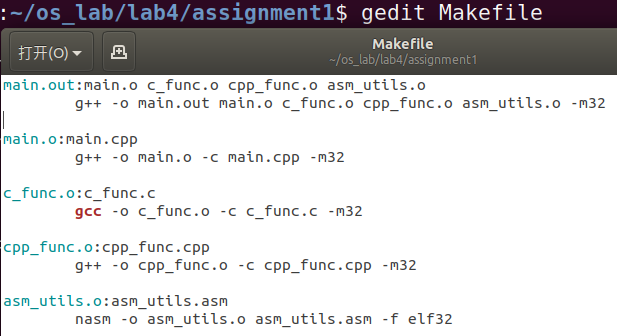 :~/os_lab/lab4/assignment1$ gedit Makefile
打开(O)
Makefile
~/os_lab/lab4/assignment1
main.out:main.o c_func.o cpp_func.o asm_utils.o
g++ -o main.out main.o c_func.o cpp_func.o asm_utils.o -m32
main.o:main.cpp
g++ -o main.o -c main.cpp -m32
c_func.o:c_func.c
gcc -o c_func.o -c c_func.c -m32
cpp_func.o:cpp_func.cpp
g++ -o cpp_func.o -c cpp_func.cpp -m32
asm_utils.o:asm_utils.asm
nasm -o asm_utils.o asm_utils.asm -f elf32